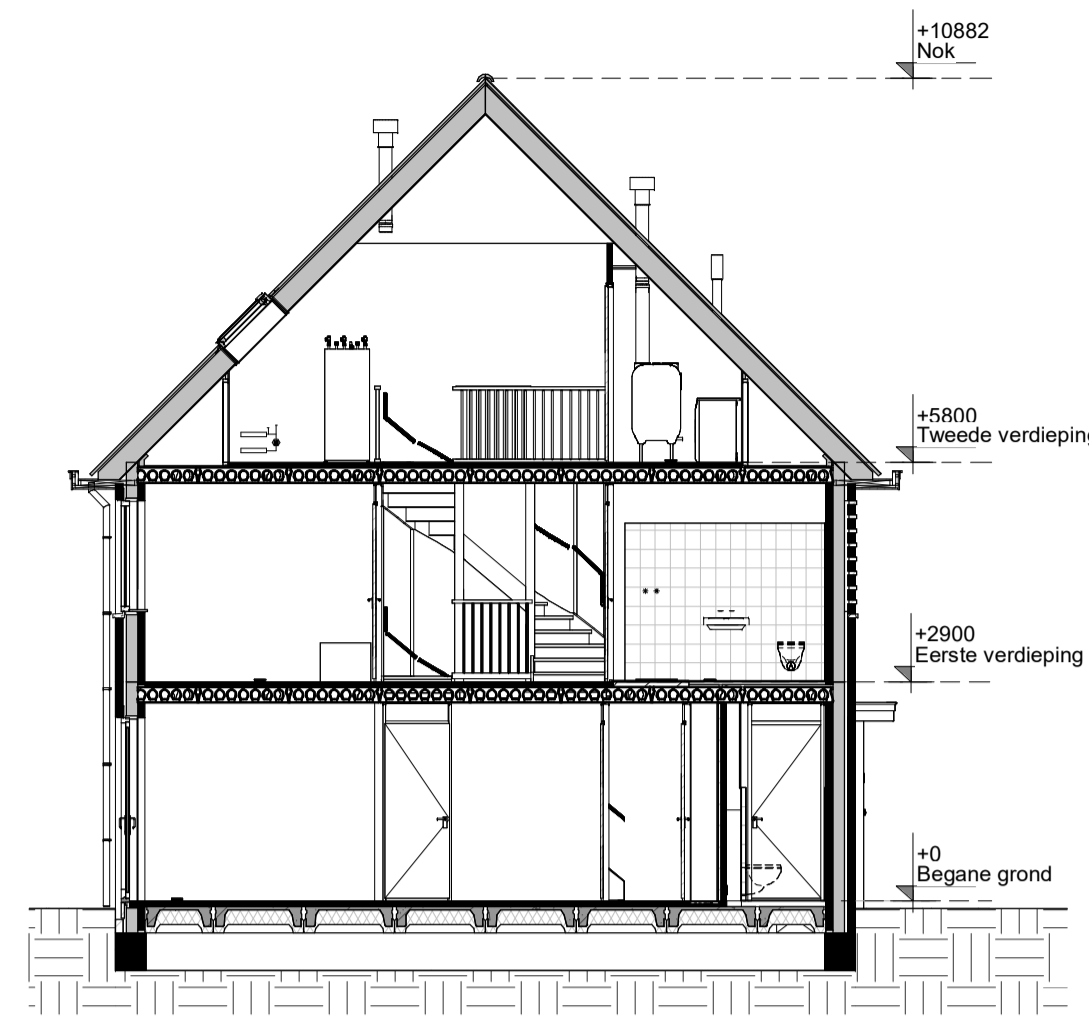 +10882
Nok
+5800
Tweede verdieping
+2900
Eerste verdieping
+0
Begane grond